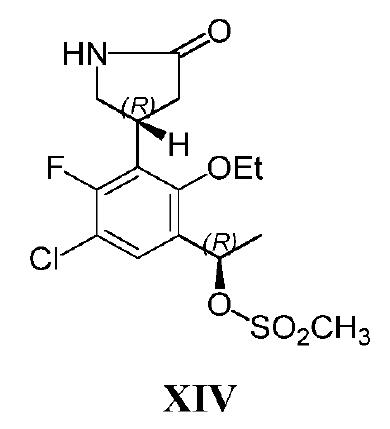 HN
O
(R)
H
F
OEt
Cl
(R)
O
SO2CH3
XIV